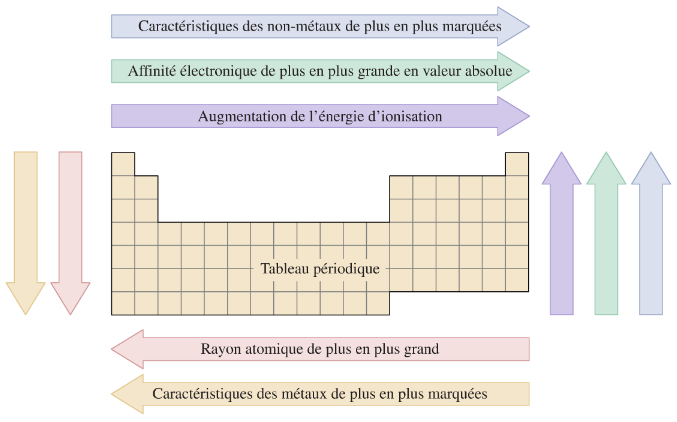 Caractéristiques des non-métaux de plus en plus marquées
Affinité électronique de plus en plus grande en valeur absolue
Augmentation de l’énergie d’ionisation
Tableau périodique
Rayon atomique de plus en plus grand
Caractéristiques des métaux de plus en plus marquées